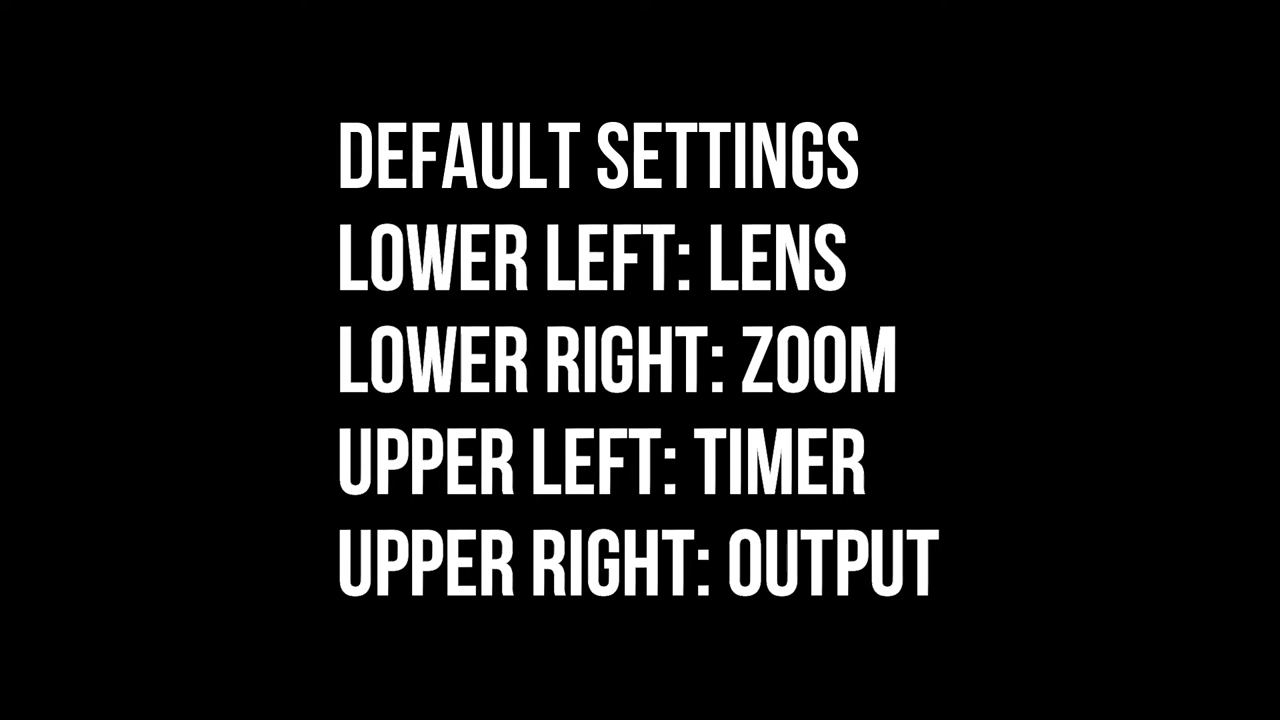 DEFAULT SETTINGS
LOWER LEFT: LENS
LOWER RIGHT: ZOOM
UPPER LEFT: TIMER
UPPER RIGHT: OUTPUT